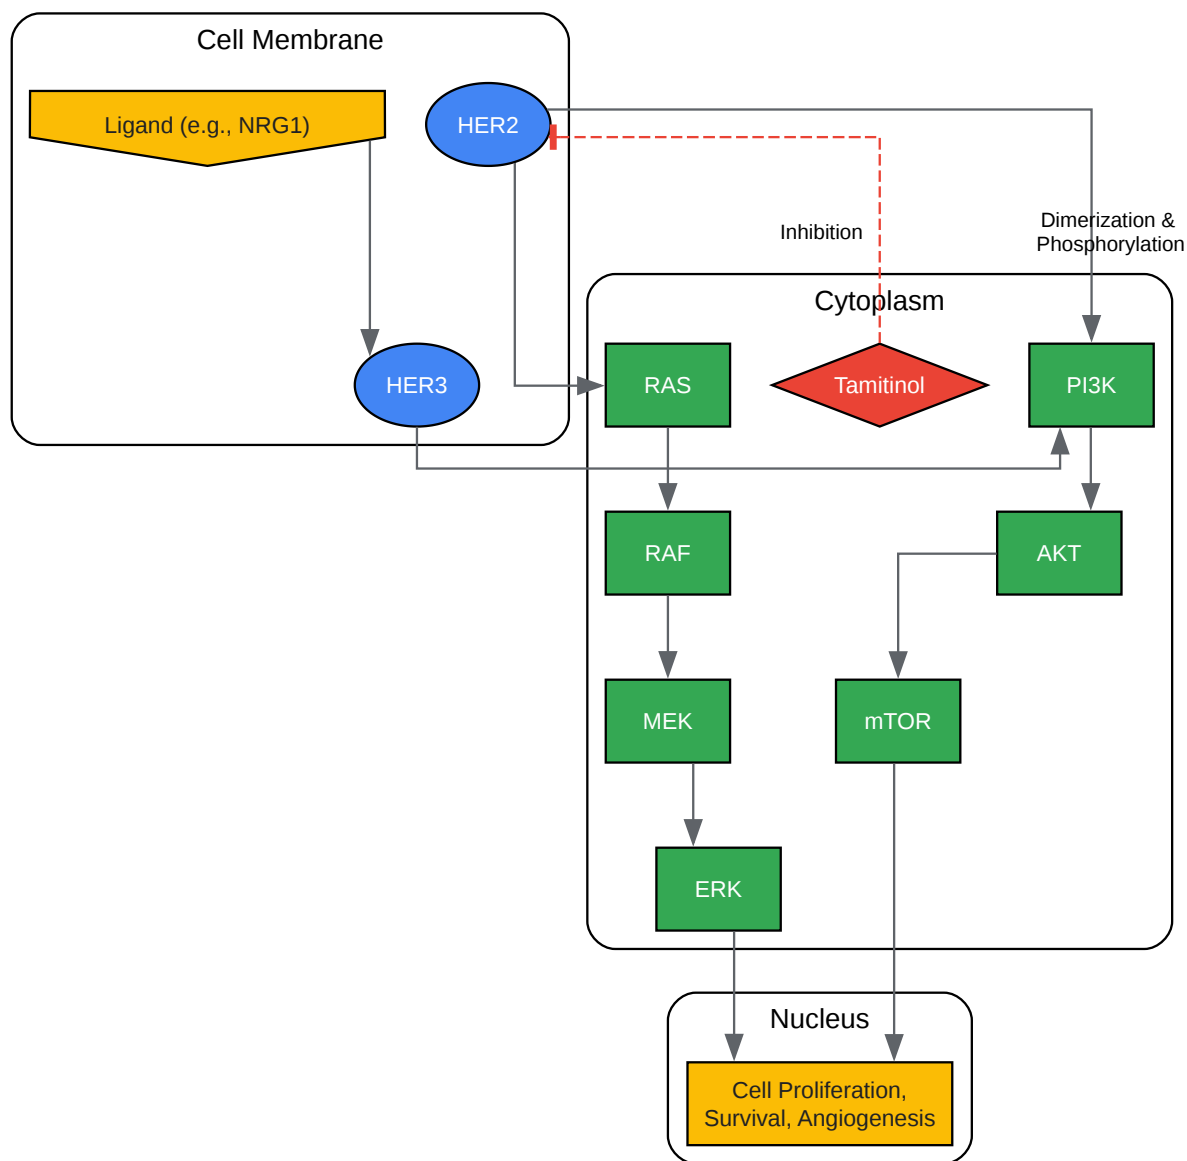 Cell Membrane
Ligand (e.g., NRG1)
HER2
Inhibition
Dimerization &
Phosphorylation
Cytoplasm
HER3
RAS
Tamitinol
PI3K
RAF
AKT
MEK
mTOR
ERK
Nucleus
Cell Proliferation,
Survival, Angiogenesis